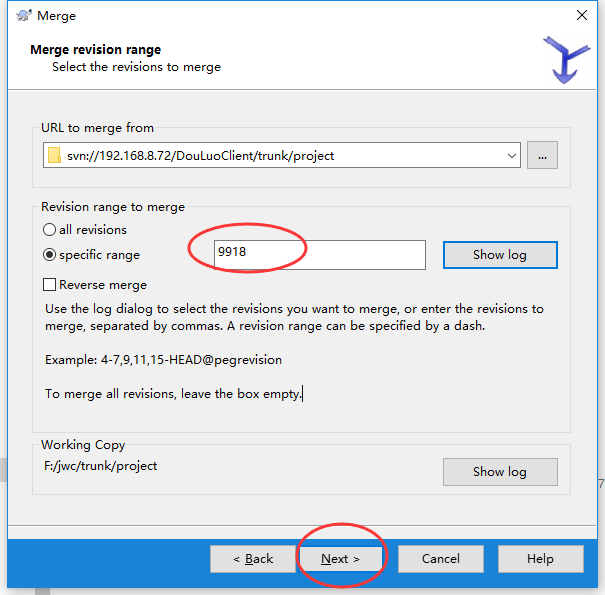 Merge
Merge revision range
Select the revisions to merge
URL to merge from
svn://192.168.8.72/DouLuoClient/trunk/project
...
Revision range to merge
all revisions
specific range
9918
Show log
Reverse merge
Use the log dialog to select the revisions you want to merge, or enter the revisions to
merge, separated by commas. A revision range can be specified by a dash.
Example: 4-7,9,11,15-HEAD@pegrevision
To merge all revisions, leave the box empty.
Working Copy
F:/jwc/trunk/project
Show log
7
< Back
Next >
Cancel
Help